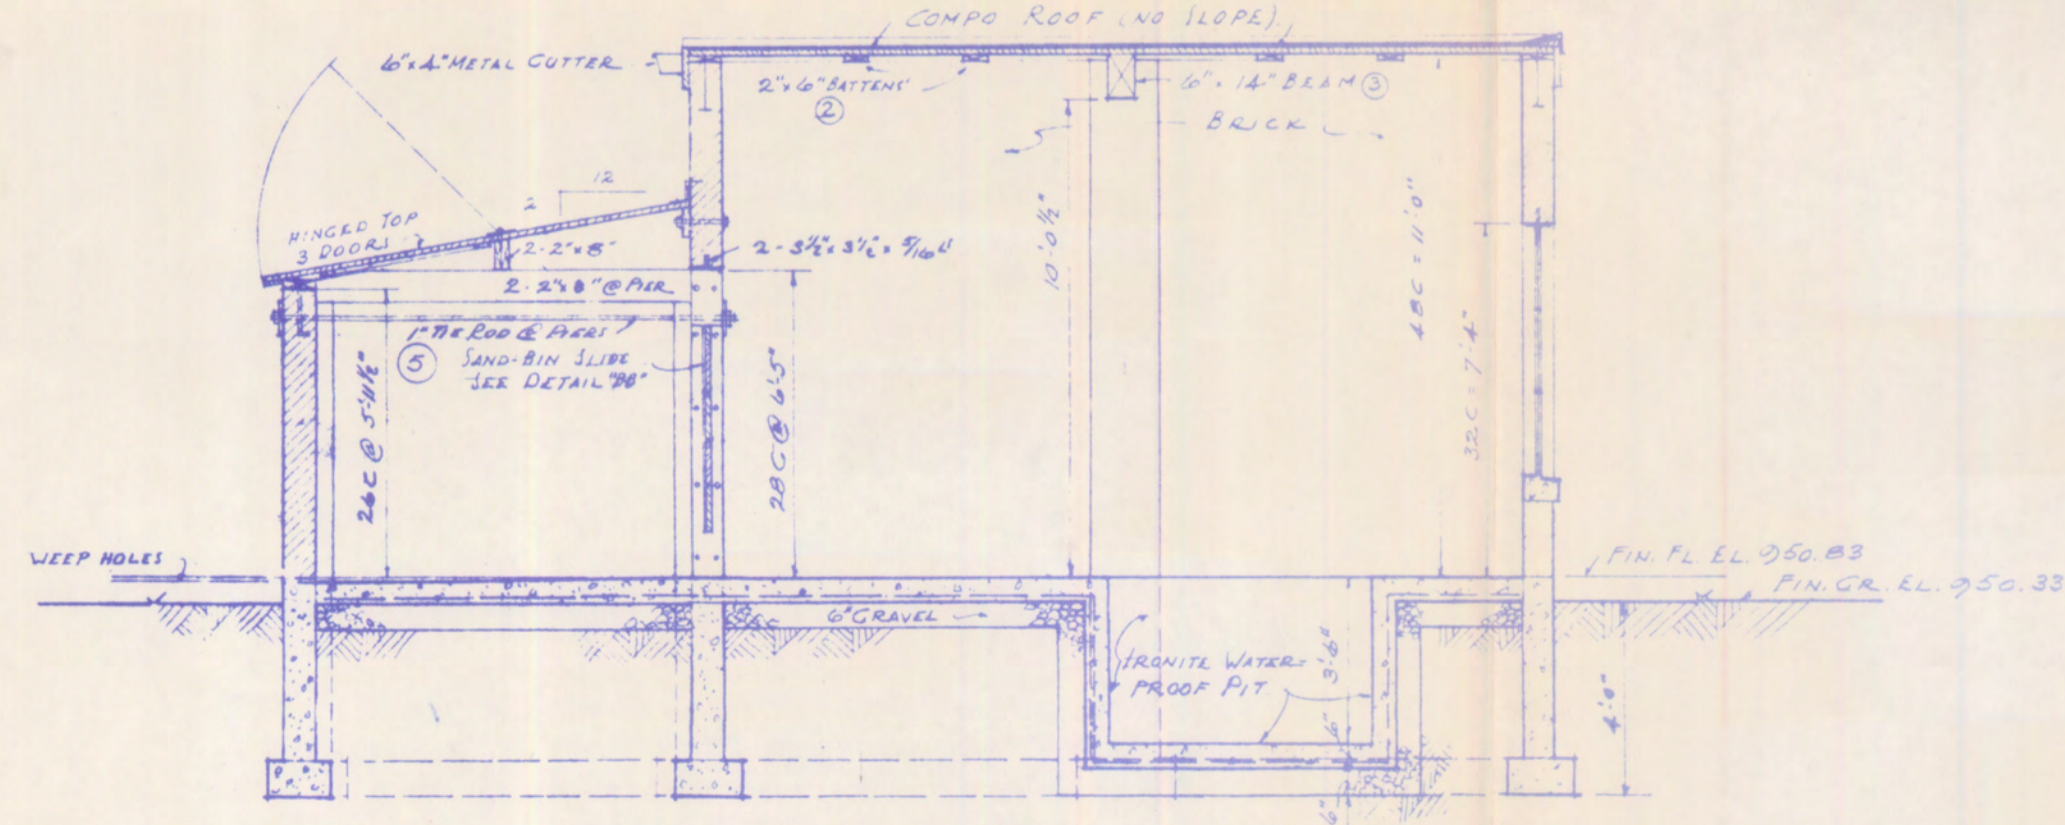 COMPO ROOF (NO SLOPE)
6"x4" METAL GUTTER
2"x6" BATTENS
2
6" x 14" BEAM 3
BRICK
12
2
HINGED TOP
3 DOORS
2-2"x8"
2-3½"x3½"x5/16 L
2-2"x8" @ PIER
1" TIE ROD @ PIERS
5
SAND-BIN SLIDE
SEE DETAIL "BB"
26C @ 5'-11½"
28C @ 6'-5"
10'-0½"
48C = 11'-0"
32C = 7'-4"
WEEP HOLES
FIN. FL. EL. 950.83
FIN. GR. EL. 950.33
6" GRAVEL
IRONITE WATER-
PROOF PIT
3'-6"
6"
6"
4'-0"